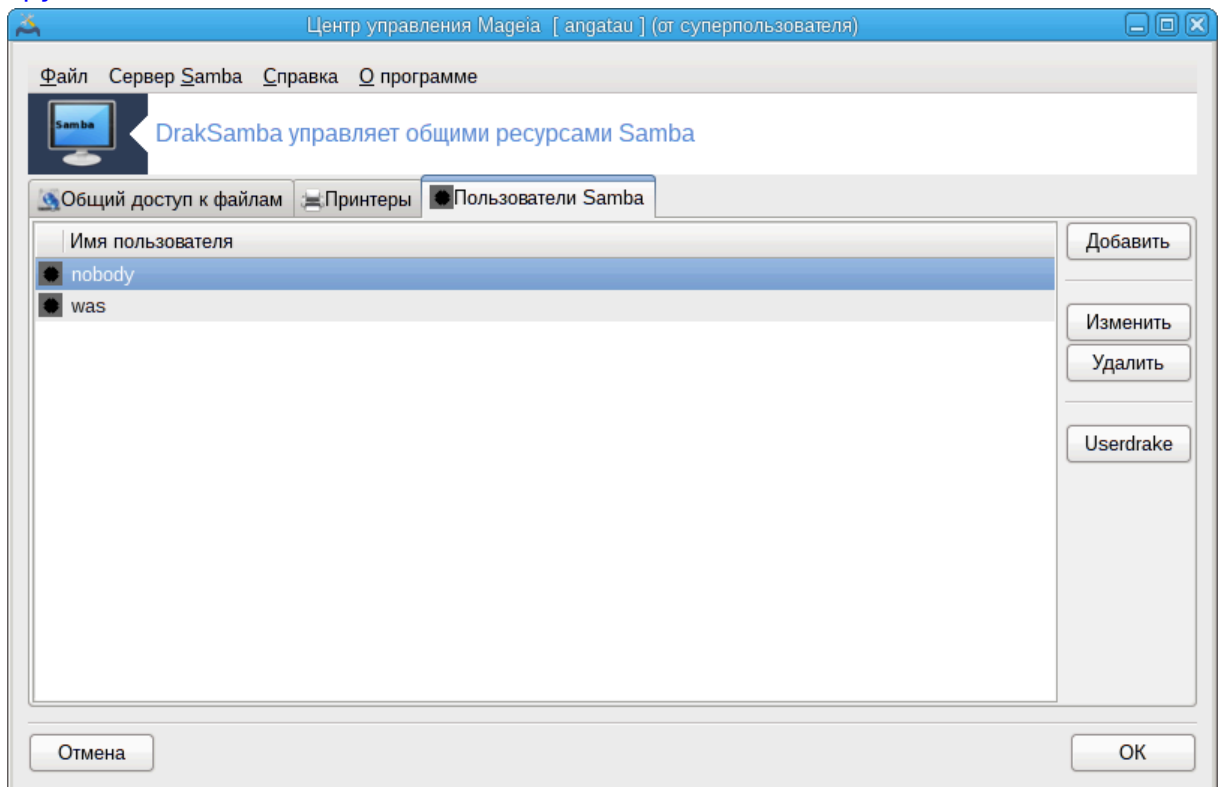 Центр управления Mageia [ angatau ] (от суперпользователя)
Файл Сервер Samba Справка О программе
Samba
DrakSamba управляет общими ресурсами Samba
Общий доступ к файлам Принтеры Пользователи Samba
Имя пользователя
Добавить
nobody
was
Изменить
Удалить
Userdrake
Отмена
ОК